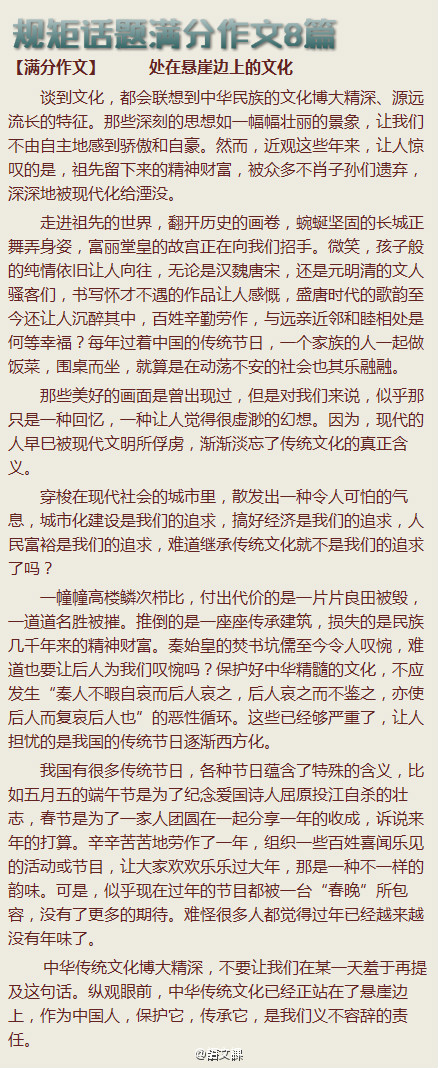 规矩话题满分作文8篇
【满分作文】 处在悬崖边上的文化
谈到文化，都会联想到中华民族的文化博大精深、源远
流长的特征。那些深刻的思想如一幅幅壮丽的景象，让我们
不由自主地感到骄傲和自豪。然而，近观这些年来，让人惊
叹的是，祖先留下来的精神财富，被众多不肖子孙们遗弃，
深深地被现代化给湮没。
走进祖先的世界，翻开历史的画卷，蜿蜒坚固的长城正
舞弄身姿，富丽堂皇的故宫正在向我们招手。微笑，孩子般
的纯情依旧让人向往，无论是汉魏唐宋，还是元明清的文人
骚客们，书写怀才不遇的作品让人感慨，盛唐时代的歌韵至
今还让人沉醉其中，百姓辛勤劳作，与远亲近邻和睦相处是
何等幸福？每年过着中国的传统节日，一个家族的人一起做
饭菜，围桌而坐，就算是在动荡不安的社会也其乐融融。
那些美好的画面是曾出现过，但是对我们来说，似乎那
只是一种回忆，一种让人觉得很虚渺的幻想。因为，现代的
人早已被现代文明所俘虏，渐渐淡忘了传统文化的真正含
义。
穿梭在现代社会的城市里，散发出一种令人可怕的气
息，城市化建设是我们的追求，搞好经济是我们的追求，人
民富裕是我们的追求，难道继承传统文化就不是我们的追求
了吗？
一幢幢高楼鳞次栉比，付出代价的是一片片良田被毁，
一道道名胜被摧。推倒的是一座座传承建筑，损失的是民族
几千年来的精神财富。秦始皇的焚书坑儒至今令人叹惋，难
道也要让后人为我们叹惋吗？保护好中华精髓的文化，不应
发生“秦人不暇自哀而后人哀之，后人哀之而不鉴之，亦使
后人而复哀后人也”的恶性循环。这些已经够严重了，让人
担忧的是我国的传统节日逐渐西方化。
我国有很多传统节日，各种节日蕴含了特殊的含义，比
如五月五的端午节是为了纪念爱国诗人屈原投江自杀的壮
志，春节是为了一家人团圆在一起分享一年的收成，诉说来
年的打算。辛辛苦苦地劳作了一年，组织一些百姓喜闻乐见
的活动或节目，让大家欢欢乐乐过大年，那是一种不一样的
韵味。可是，似乎现在过年的节目都被一台“春晚”所包
容，没有了更多的期待。难怪很多人都觉得过年已经越来越
没有年味了。
中华传统文化博大精深，不要让我们在某一天羞于再提
及这句话。纵观眼前，中华传统文化已经正站在了悬崖边
上，作为中国人，保护它，传承它，是我们义不容辞的责
任。
@语文课